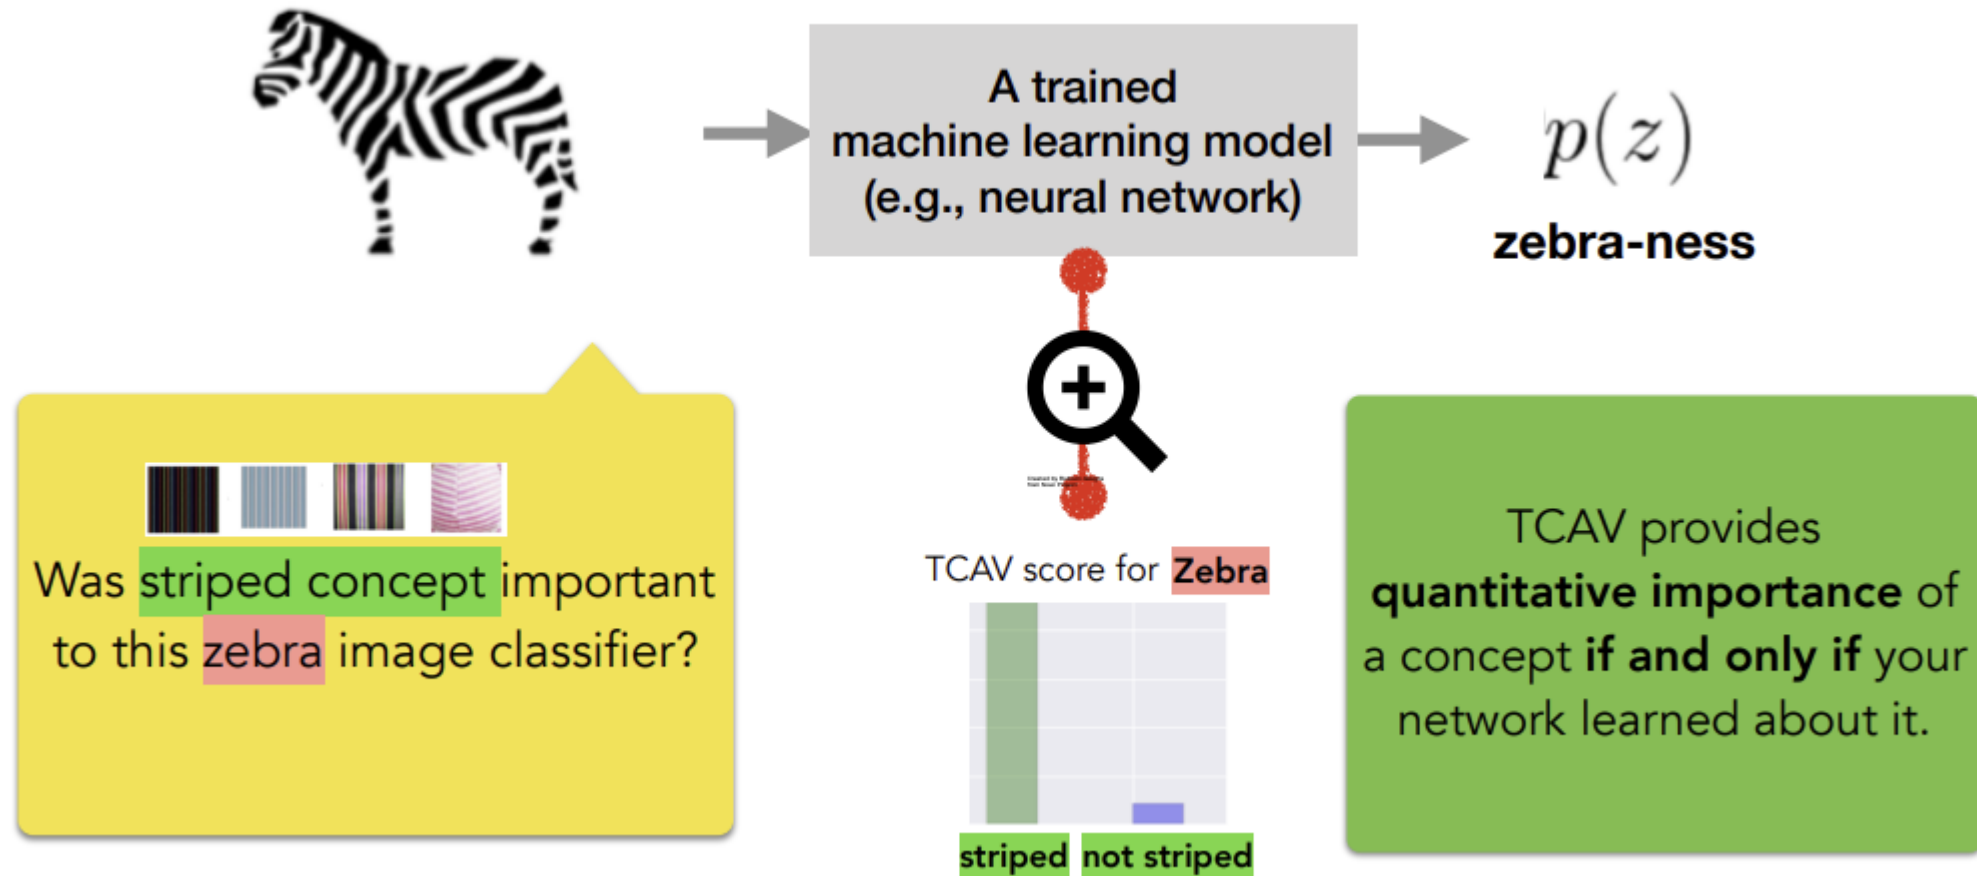 A trained
machine learning model
(e.g., neural network)
p(z)
zebra-ness
Was striped concept important
to this zebra image classifier?
TCAV score for Zebra
striped not striped
TCAV provides
quantitative importance of
a concept if and only if your
network learned about it.